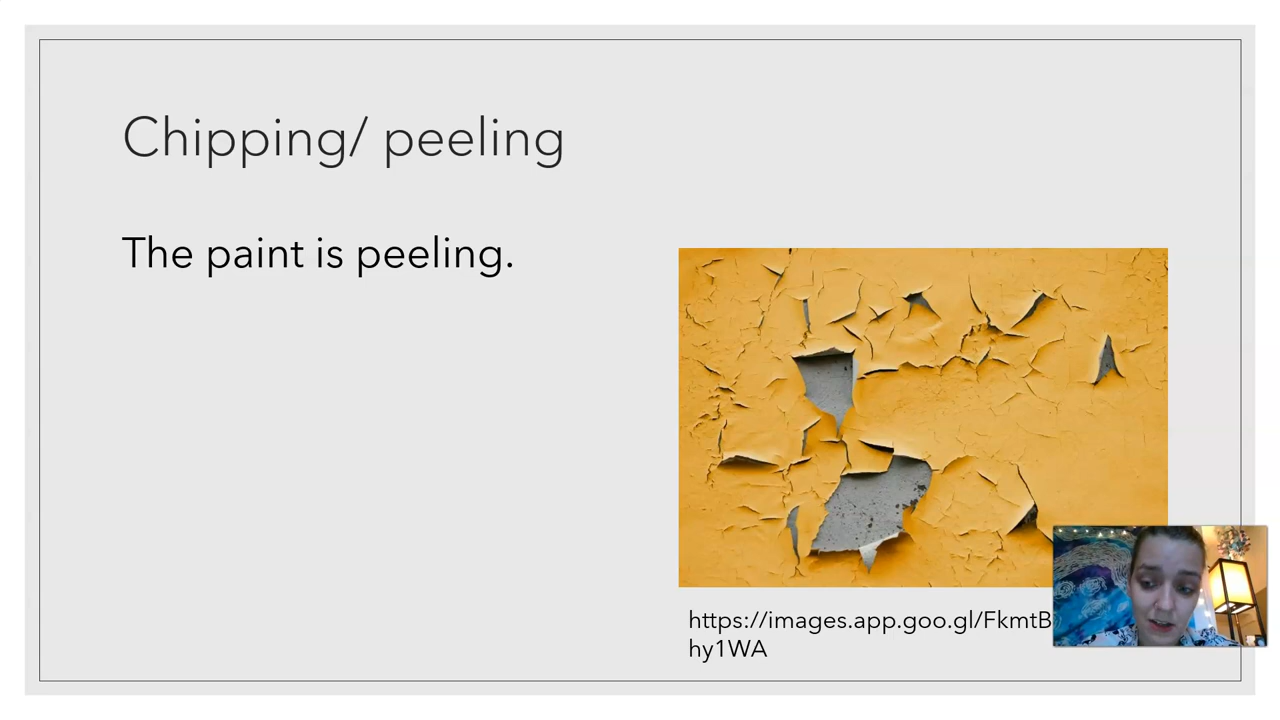 Chipping/ peeling
The paint is peeling.
https://images.app.goo.gl/FkmtB
hy1WA